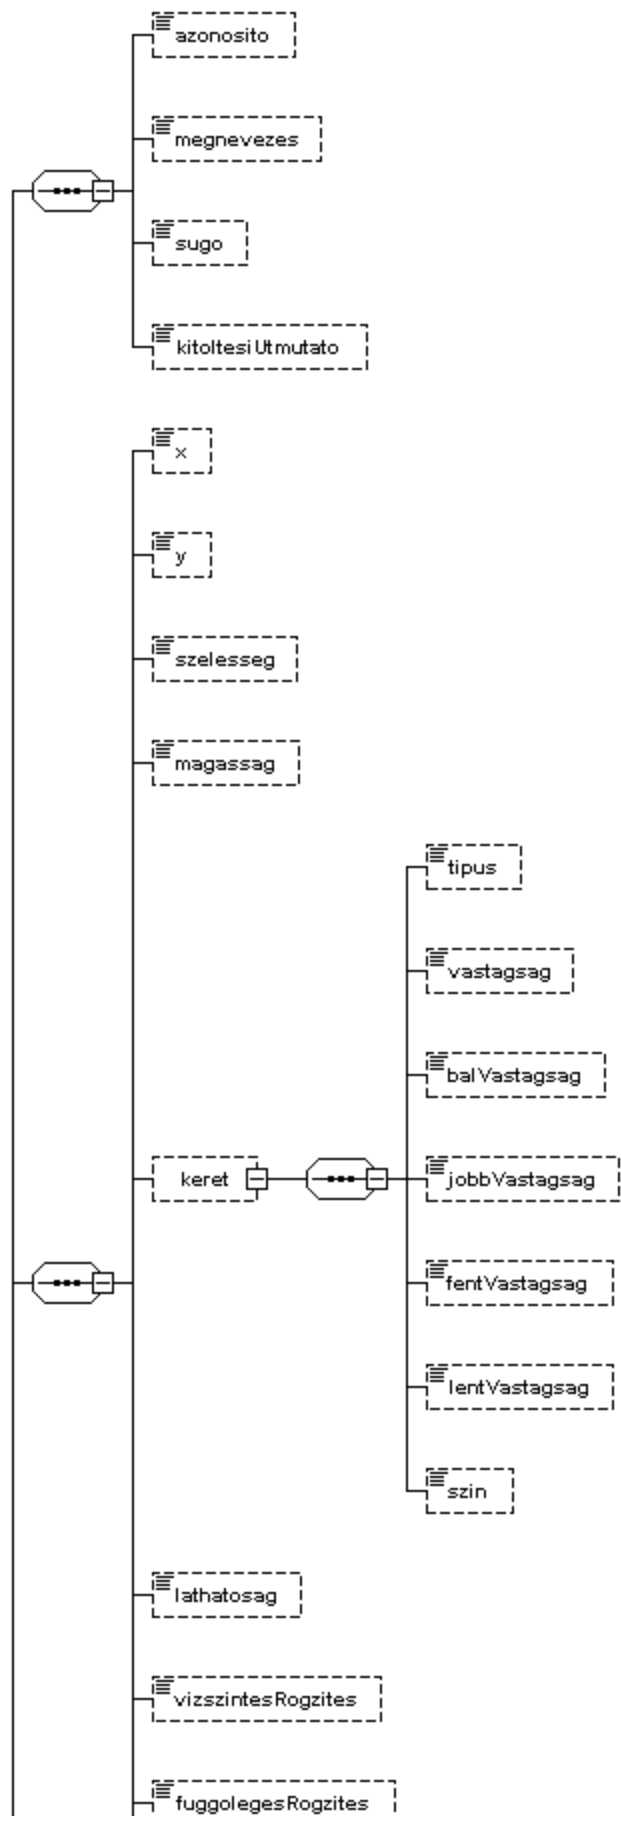 azonosito
megnevezes
sugo
kitoltesiUtmutato
x
y
szelesseg
magassag
tipus
vastagsag
balVastagsag
keret
jobbVastagsag
fentVastagsag
lentVastagsag
szin
lathatosag
vizszintesRogzites
fuggolegesRogzites